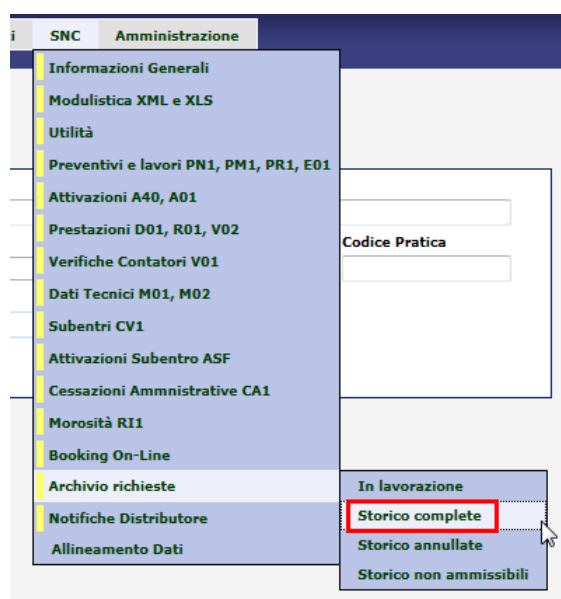 i SNC Amministrazione
Informazioni Generali
Modulistica XML e XLS
Utilità
Preventivi e lavori PN1, PM1, PR1, E01
Attivazioni A40, A01
Prestazioni D01, R01, V02
Codice Pratica
Verifiche Contatori V01
Dati Tecnici M01, M02
Subentri CV1
Attivazioni Subentro ASF
Cessazioni Ammnistrative CA1
Morosità RI1
Booking On-Line
Archivio richieste
In lavorazione
Notifiche Distributore
Storico complete
Allineamento Dati
Storico annullate
Storico non ammissibili